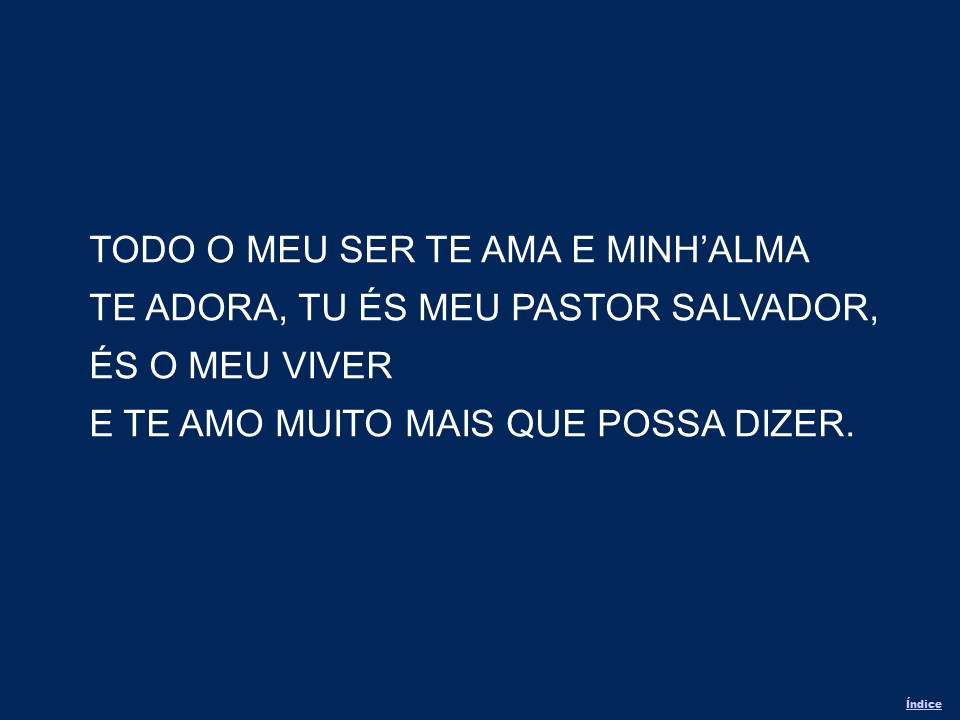 TODO O MEU SER TE AMA E MINH’ALMA
TE ADORA, TU ÉS MEU PASTOR SALVADOR,
ÉS O MEU VIVER
E TE AMO MUITO MAIS QUE POSSA DIZER.
Índice